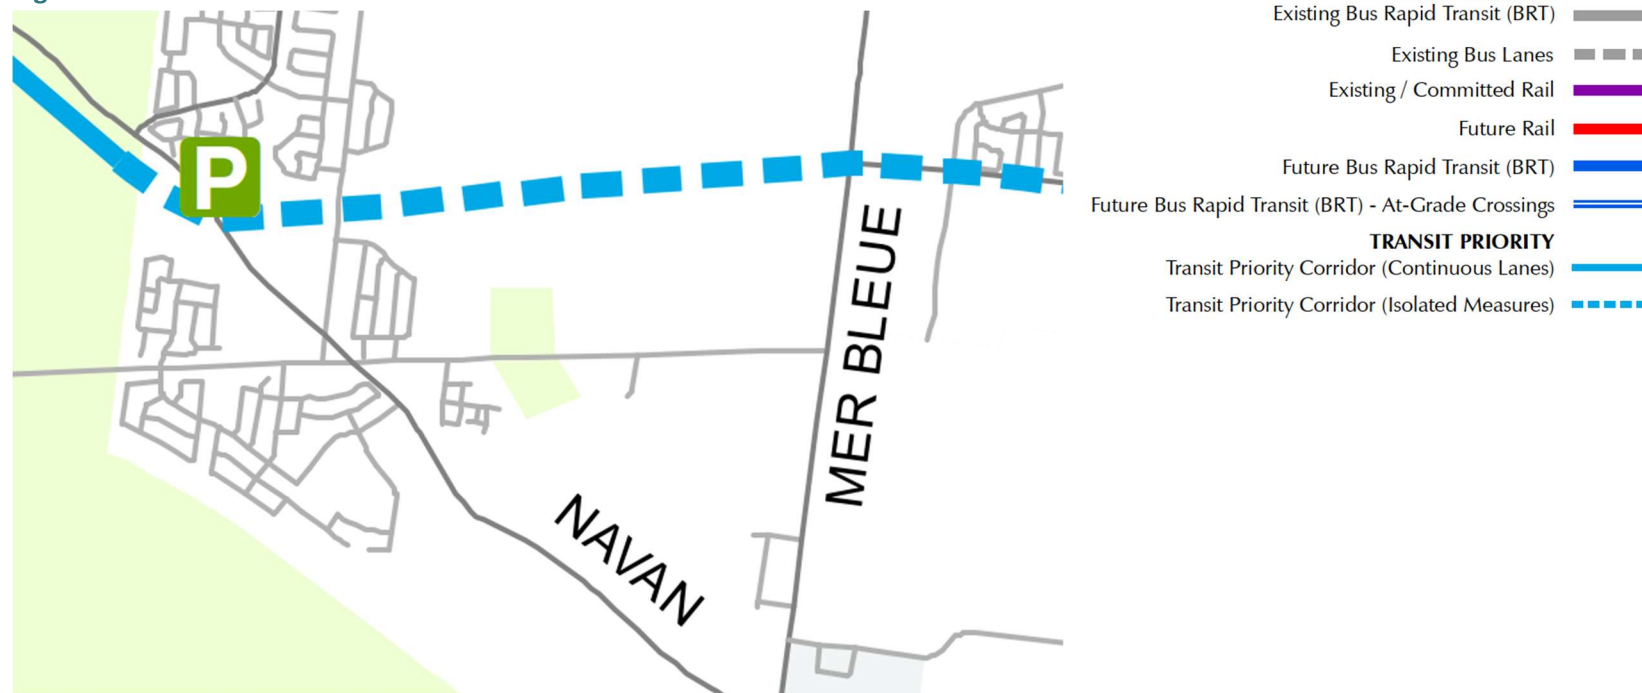 P
MER BLEUE
NAVAN
Existing Bus Rapid Transit (BRT)
Existing Bus Lanes
Existing / Committed Rail
Future Rail
Future Bus Rapid Transit (BRT)
Future Bus Rapid Transit (BRT) - At-Grade Crossings
TRANSIT PRIORITY
Transit Priority Corridor (Continuous Lanes)
Transit Priority Corridor (Isolated Measures)